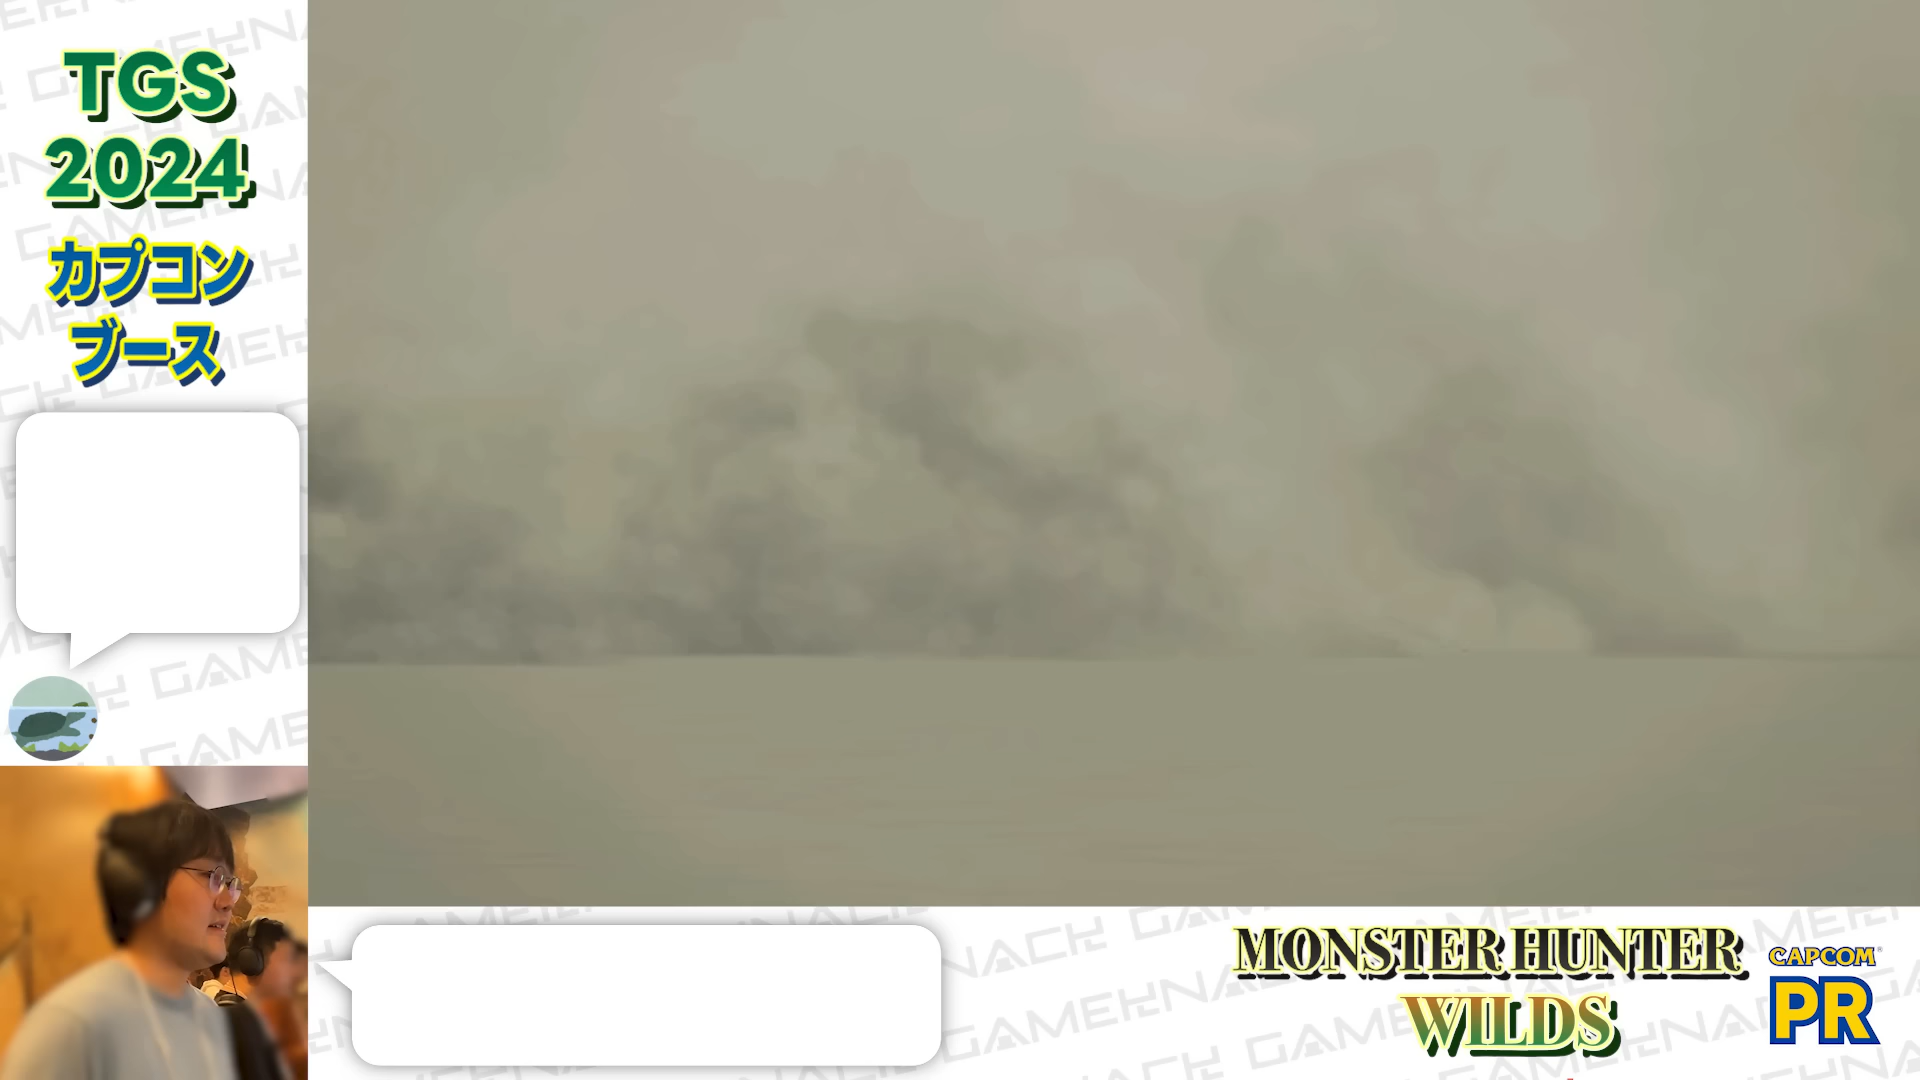 TGS
2024
カプコン
ブース
MONSTER HUNTER
WILDS
CAPCOM
PR